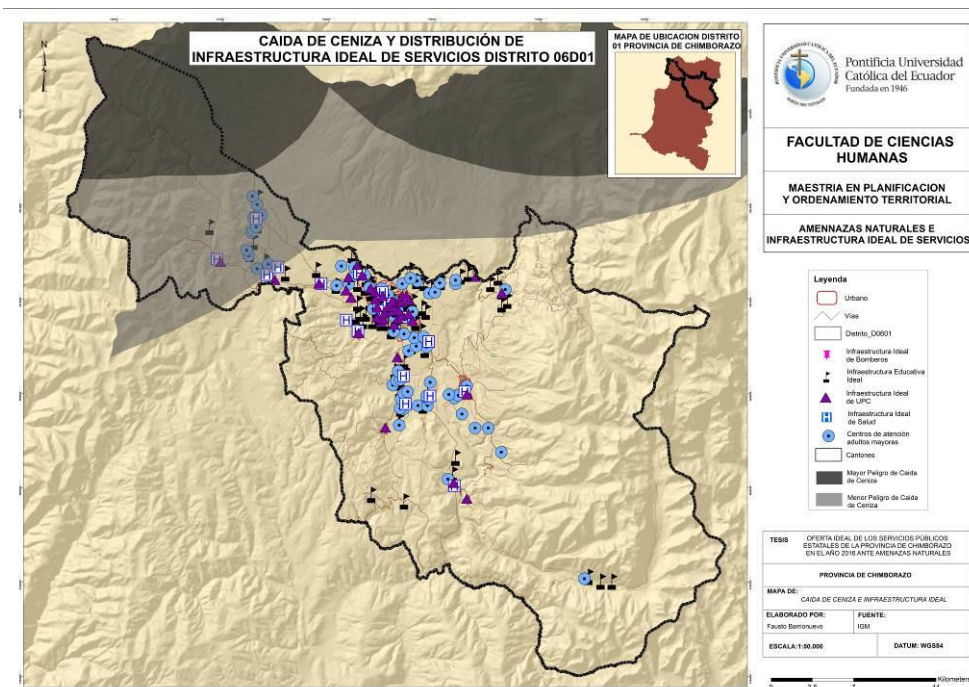 CAIDA DE CENIZA Y DISTRIBUCIÓN DE
INFRAESTRUCTURA IDEAL DE SERVICIOS DISTRITO 06D01
MAPA DE UBICACION DISTRITO
01 PROVINCIA DE CHIMBORAZO
N
Pontificia Universidad
Católica del Ecuador
Fundada en 1946
FACULTAD DE CIENCIAS
HUMANAS
MAESTRIA EN PLANIFICACION
Y ORDENAMIENTO TERRITORIAL
AMENNAZAS NATURALES E
INFRAESTRUCTURA IDEAL DE SERVICIOS
Leyenda
Urbano
Vías
Distrito_D0601
Infraestructura Ideal
de Bomberos
Infraestructura Educativa
Ideal
Infraestructura Ideal
de UPC
Infraestructura Ideal
de Salud
Centros de atención
adultos mayores
Cantones
Mayor Peligro de Caida
de Ceniza
Menor Peligro de Caida
de Ceniza
TESIS
OFERTA IDEAL DE LOS SERVICIOS PÚBLICOS
ESTATALES DE LA PROVINCIA DE CHIMBORAZO
EN EL AÑO 2016 ANTE AMENAZAS NATURALES
PROVINCIA DE CHIMBORAZO
MAPA DE:
CAIDA DE CENIZA E INFRAESTRUCTURA IDEAL
ELABORADO POR:
Fausto Barrionuevo
FUENTE:
IGM
ESCALA:1:50.000
DATUM: WGS84